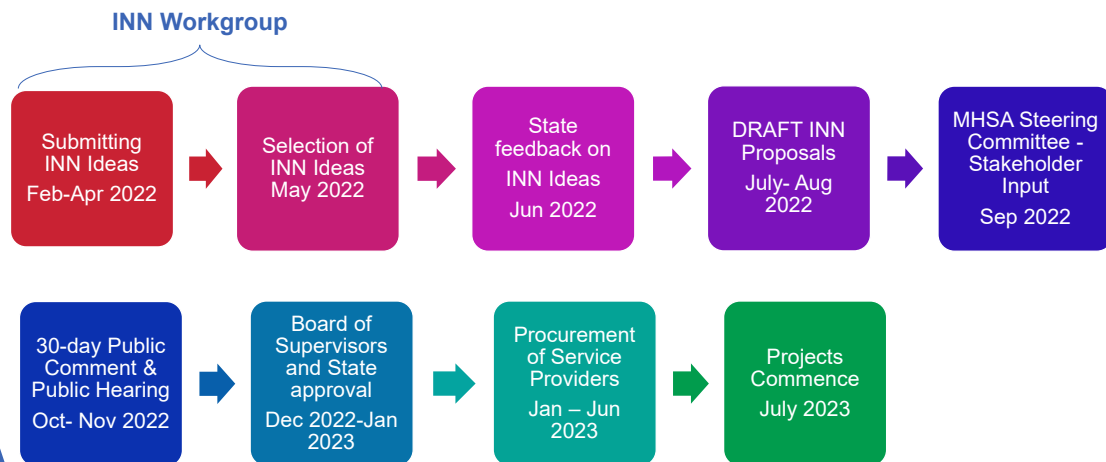 INN Workgroup
Submitting
INN Ideas
Feb-Apr 2022
Selection of
INN Ideas
May 2022
State
feedback on
INN Ideas
Jun 2022
DRAFT INN
Proposals
July- Aug
2022
MHSA Steering
Committee -
Stakeholder
Input
Sep 2022
30-day Public
Comment &
Public Hearing
Oct- Nov 2022
Board of
Supervisors
and State
approval
Dec 2022-Jan
2023
Procurement
of Service
Providers
Jan – Jun
2023
Projects
Commence
July 2023